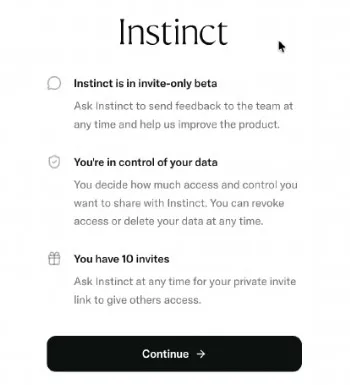 Instinct
Instinct is in invite-only beta
Ask Instinct to send feedback to the team at
any time and help us improve the product.
You're in control of your data
You decide how much access and control you
want to share with Instinct. You can revoke
access or delete your data at any time.
You have 10 invites
Ask Instinct at any time for your private invite
link to give others access.
Continue →